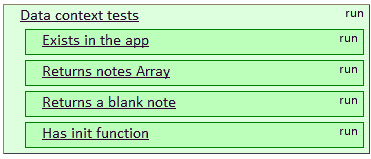 Data context tests run
Exists in the app run
Returns notes Array run
Returns a blank note run
Has init function run